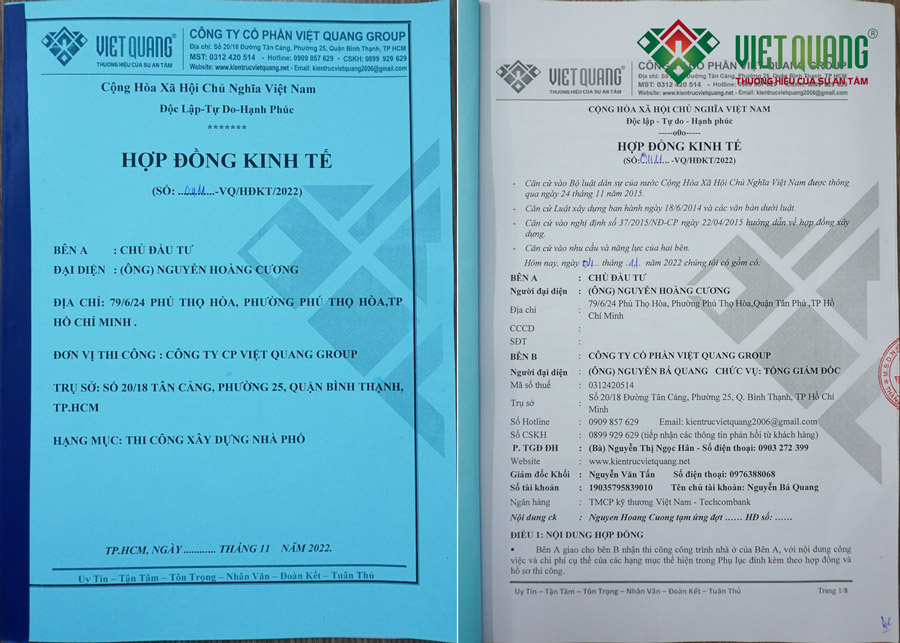 VIETQUANG®
THƯƠNG HIỆU CỦA SỰ AN TÂM
CÔNG TY CỔ PHẦN VIỆT QUANG GROUP
Địa chỉ: Số 20/18 Đường Tân Cảng, Phường 25, Quận Bình Thạnh, TP HCM
MST: 0312 420 514 - Hotline: 0909 857 629 - CSKH: 0899 929 629
Website: www.kientrucvietquang.net - Email: kientrucvietquang2006@gmail.com
Cộng Hòa Xã Hội Chủ Nghĩa Việt Nam
Độc Lập-Tự Do-Hạnh Phúc
*******
HỢP ĐỒNG KINH TẾ
(SỐ: ............-VQ/HĐKT/2022)
BÊN A : CHỦ ĐẦU TƯ
ĐẠI DIỆN : (ÔNG) NGUYỄN HOÀNG CƯƠNG
ĐỊA CHỈ: 79/6/24 PHÚ THỌ HÒA, PHƯỜNG PHÚ THỌ HÒA,TP
HỒ CHÍ MINH .
ĐƠN VỊ THI CÔNG : CÔNG TY CP VIỆT QUANG GROUP
TRỤ SỞ: SỐ 20/18 TÂN CẢNG, PHƯỜNG 25, QUẬN BÌNH THẠNH,
TP.HCM
HẠNG MỤC: THI CÔNG XÂY DỰNG NHÀ PHỐ
TP.HCM, NGÀY ............ THÁNG 11 NĂM 2022.
Uy Tín – Tận Tâm – Tôn Trọng – Nhân Văn – Đoàn Kết – Tuân Thủ
VIETQUANG®
THƯƠNG HIỆU CỦA SỰ AN TÂM
VIETQUANG
THƯƠNG HIỆU CỦA SỰ AN TÂM
CỘNG HÒA XÃ HỘI CHỦ NGHĨA VIỆT NAM
Độc lập - Tự do - Hạnh phúc
-----o0o-----
HỢP ĐỒNG KINH TẾ
(SỐ:.........-VQ/HĐKT/2022)
- Căn cứ vào Bộ luật dân sự của nước Cộng Hòa Xã Hội Chủ Nghĩa Việt Nam được thông
qua ngày 24 tháng 11 năm 2015.
- Căn cứ Luật xây dựng ban hành ngày 18/6/2014 và các văn bản dưới luật.
- Căn cứ vào nghị định số 37/2015/NĐ-CP ngày 22/04/2015 hướng dẫn về hợp đồng xây
dựng.
- Căn cứ vào nhu cầu và năng lực của hai bên.
Hôm nay, ngày 04 tháng .11. năm 2022 chúng tôi có gồm có:
BÊN A : CHỦ ĐẦU TƯ
Người đại diện : (ÔNG) NGUYỄN HOÀNG CƯƠNG
Địa chỉ : 79/6/24 Phú Thọ Hòa, Phường Phú Thọ Hòa,Quận Tân Phú ,TP Hồ
Chí Minh
CCCD :
SĐT :
BÊN B : CÔNG TY CỔ PHẦN VIỆT QUANG GROUP
Người đại diện : (ÔNG) NGUYỄN BÁ QUANG CHỨC VỤ: TỔNG GIÁM ĐỐC
Mã số thuế : 0312420514
Trụ sở : Số 20/18 Đường Tân Cảng, Phường 25, Q. Bình Thạnh, TP Hồ Chí
Minh
Số Hotline : 0909 857 629 Email: kientrucvietquang2006@gmail.com
Số CSKH : 0899 929 629 (tiếp nhận các thông tin phản hồi từ khách hàng)
P. TGĐ ĐH : (Bà) Nguyễn Thị Ngọc Hân - Số điện thoại: 0903 272 399
Website : www.kientrucvietquang.net
Giám đốc Khối : Nguyễn Văn Tấn Số điện thoại: 0976388068
Số tài khoản : 19035795839010 Tên chủ tài khoản: Nguyễn Bá Quang
Ngân hàng : TMCP kỹ thương Việt Nam - Techcombank
Nội dung ck : Nguyen Hoang Cuong tạm ứng đợt ...... HĐ số: ......
ĐIỀU 1: NỘI DUNG HỢP ĐỒNG
▪ Bên A giao cho bên B nhận thi công công trình nhà ở của Bên A, với nội dung công
việc và chi phí cụ thể của các hạng mục thể hiện trong Phụ lục đính kèm theo hợp đồng và
hồ sơ thi công.
Uy Tín – Tận Tâm – Tôn Trọng – Nhân Văn – Đoàn Kết – Tuân Thủ Trang 1/8